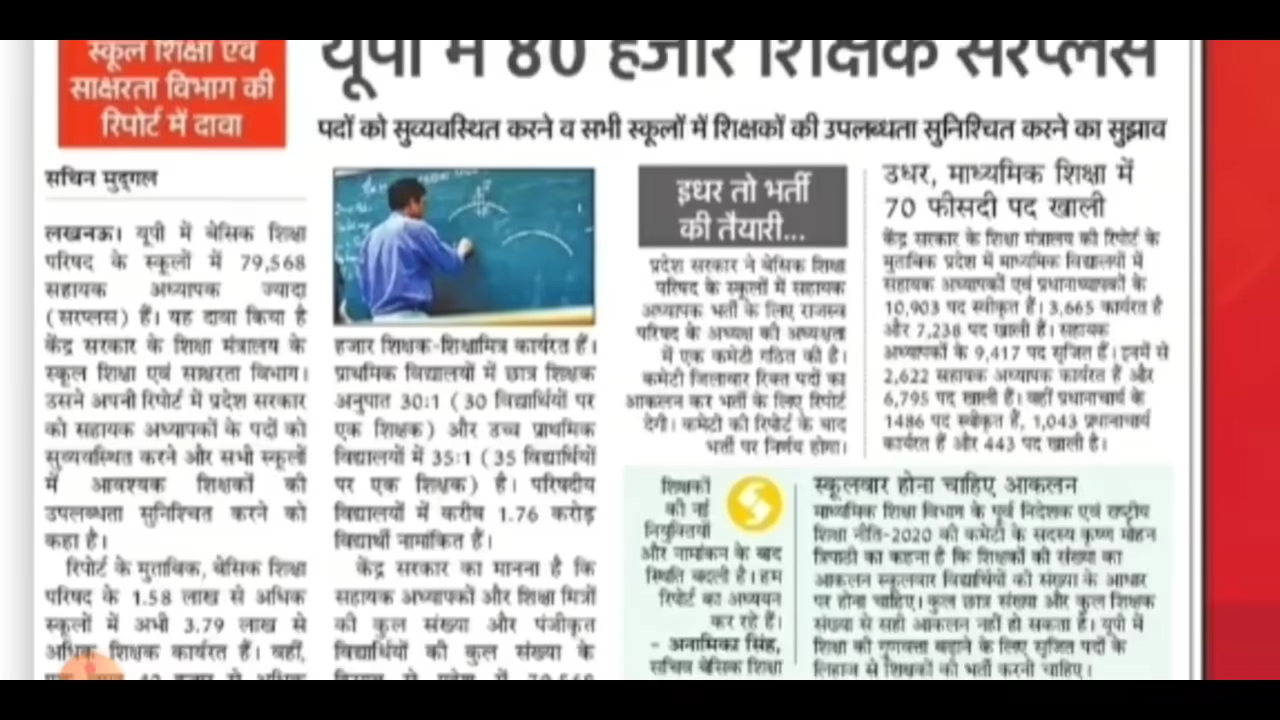 स्कूल शिक्षा एवं
साक्षरता विभाग की
रिपोर्ट में दावा
यूपी में 80 हजार शिक्षक सरप्लस
पदों को सुव्यवस्थित करने व सभी स्कूलों में शिक्षकों की उपलब्धता सुनिश्चित करने का सुझाव
सचिन मुद्गल
लखनऊ। यूपी में बेसिक शिक्षा
परिषद के स्कूलों में 79,568
सहायक अध्यापक ज्यादा
(सरप्लस) हैं। यह दावा किया है
केंद्र सरकार के शिक्षा मंत्रालय के
स्कूल शिक्षा एवं साक्षरता विभाग।
उसने अपनी रिपोर्ट में प्रदेश सरकार
को सहायक अध्यापकों के पदों को
सुव्यवस्थित करने और सभी स्कूलों
में आवश्यक शिक्षकों की
उपलब्धता सुनिश्चित करने को
कहा है।
रिपोर्ट के मुताबिक, बेसिक शिक्षा
परिषद के 1.58 लाख से अधिक
स्कूलों में अभी 3.79 लाख से
अधिक शिक्षक कार्यरत हैं। वहीं,
हजार शिक्षक-शिक्षामित्र कार्यरत हैं।
प्राथमिक विद्यालयों में छात्र शिक्षक
अनुपात 30:1 (30 विद्यार्थियों पर
एक शिक्षक) और उच्च प्राथमिक
विद्यालयों में 35:1 (35 विद्यार्थियों
पर एक शिक्षक) है। परिषदीय
विद्यालयों में करीब 1.76 करोड़
विद्यार्थी नामांकित हैं।
केंद्र सरकार का मानना है कि
सहायक अध्यापकों और शिक्षा मित्रों
की कुल संख्या और पंजीकृत
विद्यार्थियों की कुल संख्या के
इधर तो भर्ती
की तैयारी...
प्रदेश सरकार ने बेसिक शिक्षा
परिषद के स्कूलों में सहायक
अध्यापक भर्ती के लिए राजस्व
परिषद के अध्यक्ष की अध्यक्षता
में एक कमेटी गठित की है।
कमेटी जिलावार रिक्त पदों का
आकलन कर भर्ती के लिए रिपोर्ट
देगी। कमेटी की रिपोर्ट के बाद
भर्ती पर निर्णय होगा।
उधर, माध्यमिक शिक्षा में
70 फीसदी पद खाली
केंद्र सरकार के शिक्षा मंत्रालय की रिपोर्ट के
मुताबिक प्रदेश में माध्यमिक विद्यालयों में
सहायक अध्यापकों एवं प्रधानाध्यापकों के
10,903 पद स्वीकृत हैं। 3,665 कार्यरत है
और 7,238 पद खाली हैं। सहायक
अध्यापकों के 9,417 पद सृजित हैं। इनमें से
2,622 सहायक अध्यापक कार्यरत हैं और
6,795 पद खाली हैं। वहीं प्रधानाचार्य के
1486 पद स्वीकृत हैं, 1,043 प्रधानाचार्य
कार्यरत हैं और 443 पद खाली है।
शिक्षकों
की नई
नियुक्तियों
और नामांकन के बाद
स्थिति बदली है। हम
रिपोर्ट का अध्ययन
कर रहे हैं।
- अनामिका सिंह,
सचिव बेसिक शिक्षा
स्कूलवार होना चाहिए आकलन
माध्यमिक शिक्षा विभाग के पूर्व निदेशक एवं राष्ट्रीय
शिक्षा नीति-2020 की कमेटी के सदस्य कृष्ण मोहन
त्रिपाठी का कहना है कि शिक्षकों की संख्या का
आकलन स्कूलवार विद्यार्थियों की संख्या के आधार
पर होना चाहिए। कुल छात्र संख्या और कुल शिक्षक
संख्या से सही आकलन नहीं हो सकता है। यूपी में
शिक्षा की गुणवत्ता बढ़ाने के लिए सृजित पदों के
लिहाज से शिक्षकों की भर्ती करनी चाहिए।